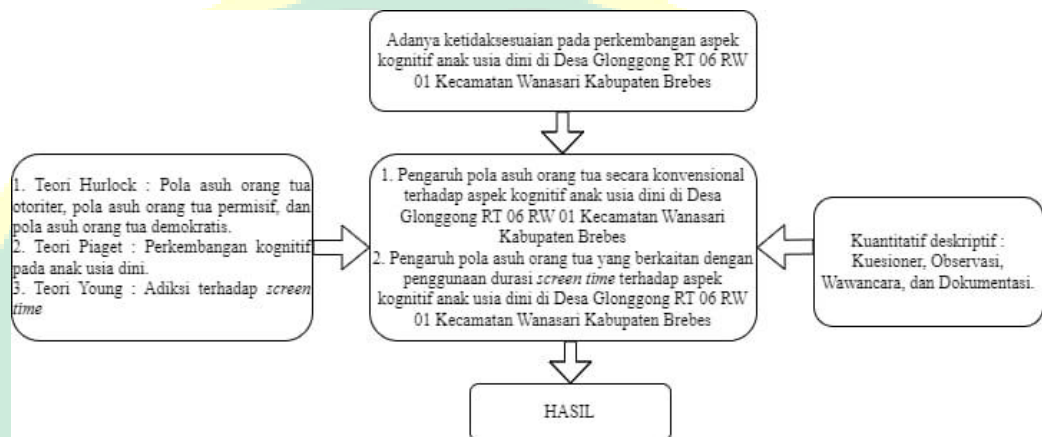 Adanya ketidaksesuaian pada perkembangan aspek
kognitif anak usia dini di Desa Glonggong RT 06 RW
01 Kecamatan Wanasari Kabupaten Brebes
1. Teori Hurlock : Pola asuh orang tua
otoriter, pola asuh orang tua permisif, dan
pola asuh orang tua demokratis.
2. Teori Piaget : Perkembangan kognitif
pada anak usia dini.
3. Teori Young : Adiksi terhadap screen
time
1. Pengaruh pola asuh orang tua secara konvensional
terhadap aspek kognitif anak usia dini di Desa
Glonggong RT 06 RW 01 Kecamatan Wanasari
Kabupaten Brebes
2. Pengaruh pola asuh orang tua yang berkaitan dengan
penggunaan durasi screen time terhadap aspek
kognitif anak usia dini di Desa Glonggong RT 06 RW
01 Kecamatan Wanasari Kabupaten Brebes
Kuantitatif deskriptif :
Kuesioner, Observasi,
Wawancara, dan Dokumentasi.
HASIL